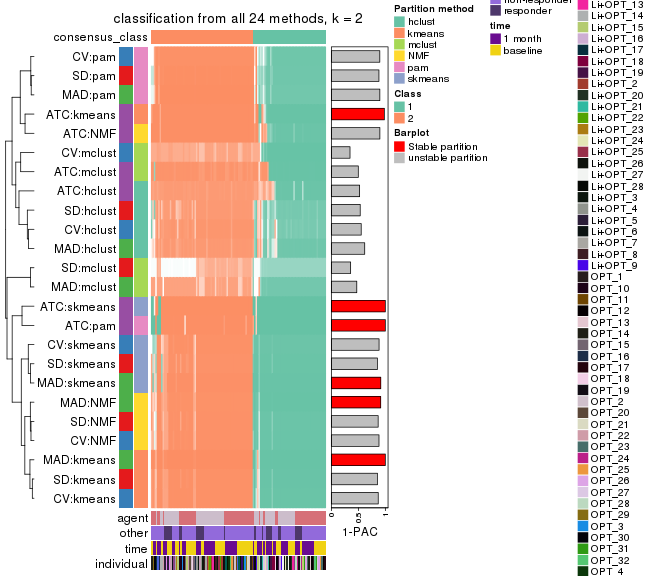 classification from all 24 methods, k = 2
consensus_class
CV:pam
SD:pam
MAD:pam
ATC:kmeans
ATC:NMF
CV:mclust
ATC:mclust
ATC:hclust
SD:hclust
CV:hclust
MAD:hclust
SD:mclust
MAD:mclust
ATC:skmeans
ATC:pam
CV:skmeans
SD:skmeans
MAD:skmeans
MAD:NMF
SD:NMF
CV:NMF
MAD:kmeans
SD:kmeans
CV:kmeans
agent
other
time
individual
0
0.5
1
1-PAC
Partition method
hclust
kmeans
mclust
NMF
pam
skmeans
Class
1
2
Barplot
Stable partition
unstable partition
non-responder
responder
time
1 month
baseline
Li+OPT_13
Li+OPT_14
Li+OPT_15
Li+OPT_16
Li+OPT_17
Li+OPT_18
Li+OPT_19
Li+OPT_2
Li+OPT_20
Li+OPT_21
Li+OPT_22
Li+OPT_23
Li+OPT_24
Li+OPT_25
Li+OPT_26
Li+OPT_27
Li+OPT_28
Li+OPT_3
Li+OPT_4
Li+OPT_5
Li+OPT_6
Li+OPT_7
Li+OPT_8
Li+OPT_9
OPT_1
OPT_10
OPT_11
OPT_12
OPT_13
OPT_14
OPT_15
OPT_16
OPT_17
OPT_18
OPT_19
OPT_2
OPT_20
OPT_21
OPT_22
OPT_23
OPT_24
OPT_25
OPT_26
OPT_27
OPT_28
OPT_29
OPT_3
OPT_30
OPT_31
OPT_32
OPT_4